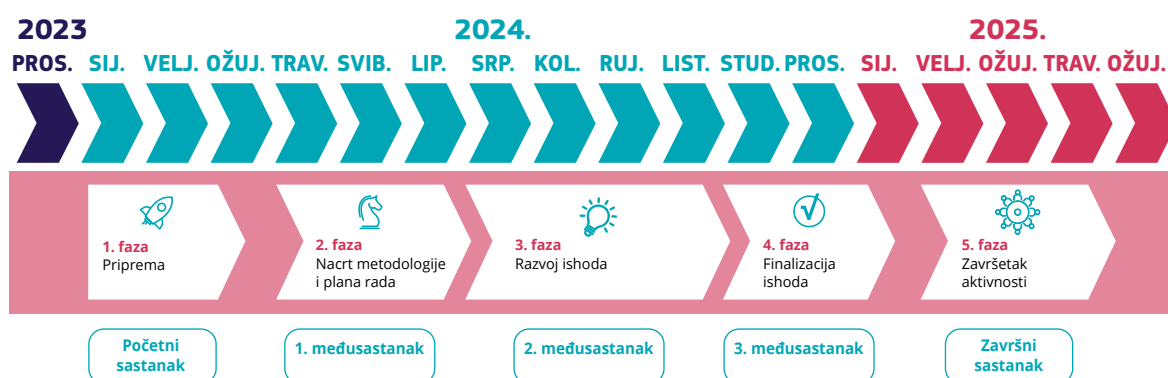 2023 2024. 2025.
PROS. SIJ. VELJ. OŽUJ. TRAV. SVIB. LIP. SRP. KOL. RUJ. LIST. STUD. PROS. SIJ. VELJ. OŽUJ. TRAV. OŽUJ.
1. faza
Priprema
2. faza
Nacrt metodologije
i plana rada
3. faza
Razvoj ishoda
4. faza
Finalizacija
ishoda
5. faza
Završetak
aktivnosti
Početni
sastanak
1. međusastanak
2. međusastanak
3. međusastanak
Završni
sastanak